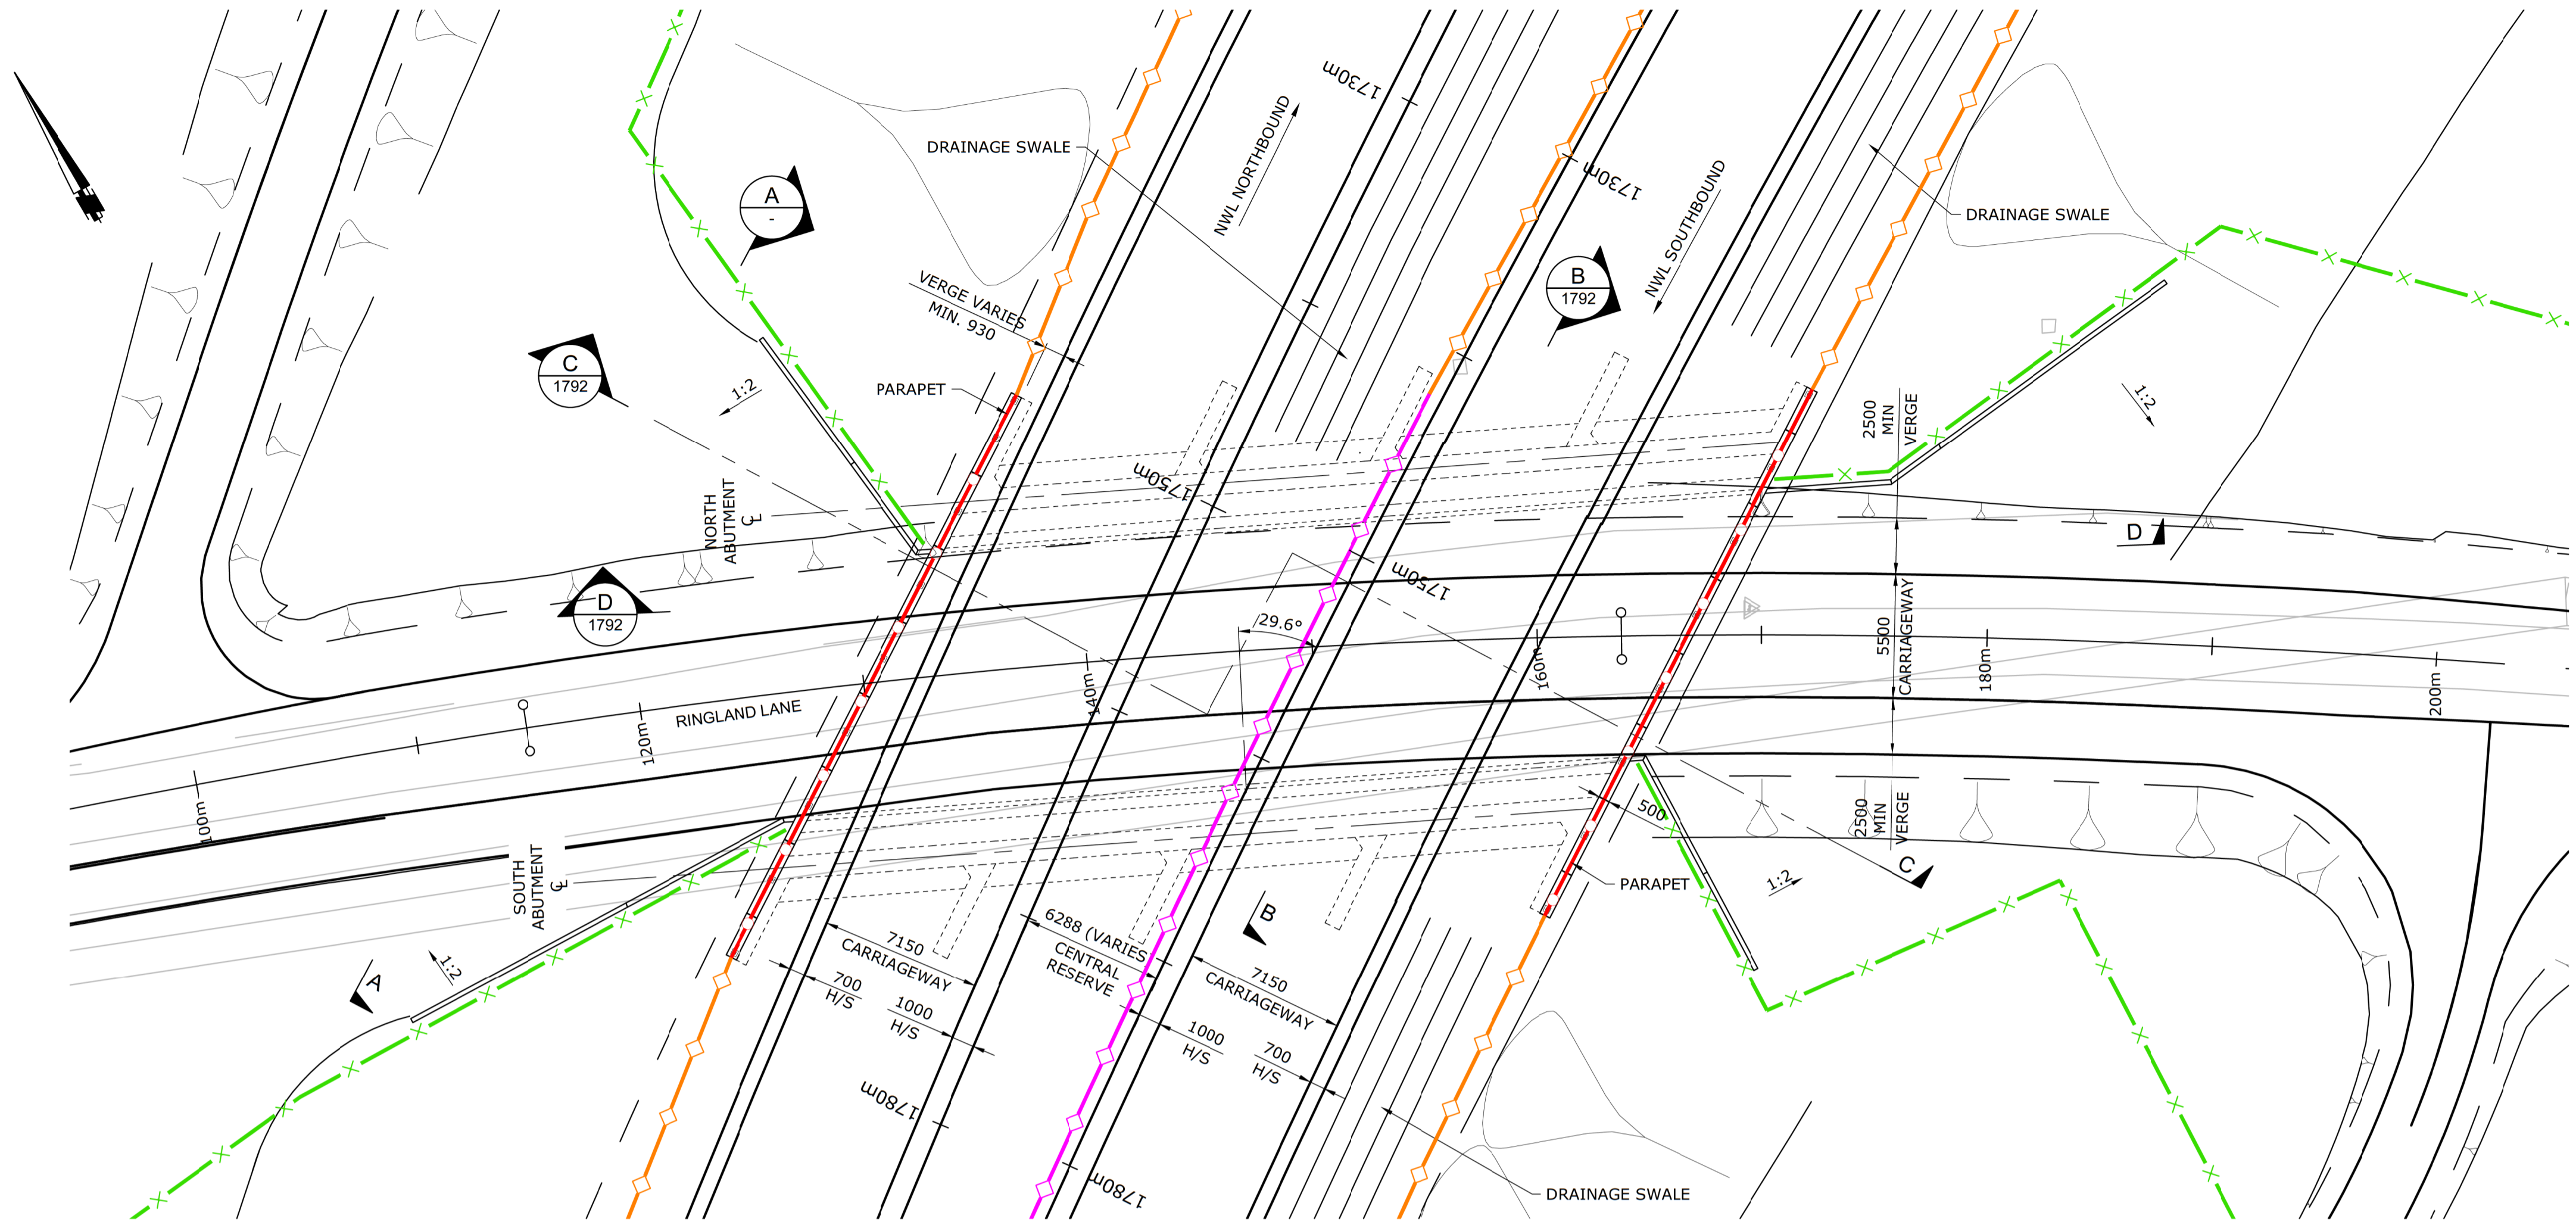 1730m
NWL NORTHBOUND
DRAINAGE SWALE
1730m
NWL SOUTHBOUND
DRAINAGE SWALE
A
-
B
1792
VERGE VARIES
MIN. 930
C
1792
1:2
PARAPET
1:2
2500
MIN
VERGE
1750m
NORTH
ABUTMENT
C
L
D
1750m
D
1792
29.6°
5500
CARRIAGEWAY
RINGLAND LANE
100m
120m
140m
160m
180m
200m
500
2500
MIN
VERGE
SOUTH
ABUTMENT
C
L
PARAPET
1:2
C
B
A
1:2
7150
CARRIAGEWAY
6288 (VARIES)
CENTRAL
RESERVE
7150
CARRIAGEWAY
700
H/S
1000
H/S
1000
H/S
700
H/S
1780m
1780m
DRAINAGE SWALE